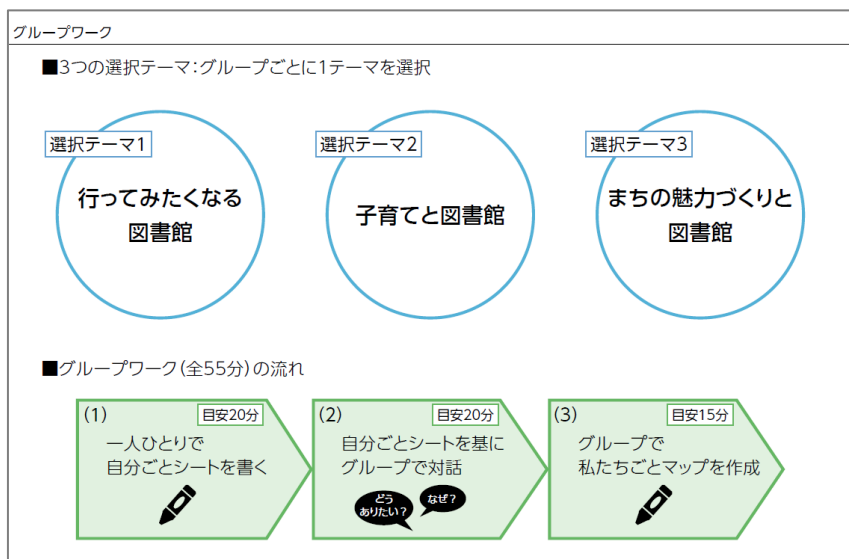 グループワーク
■3つの選択テーマ:グループごとに1テーマを選択
選択テーマ1
行ってみたくなる
図書館
選択テーマ2
子育てと図書館
選択テーマ3
まちの魅力づくりと
図書館
■グループワーク(全55分)の流れ
(1)
目安20分
一人ひとりで
自分ごとシートを書く
(2)
目安20分
自分ごとシートを基に
グループで対話
どう
ありたい?
なぜ?
(3)
目安15分
グループで
私たちごとマップを作成